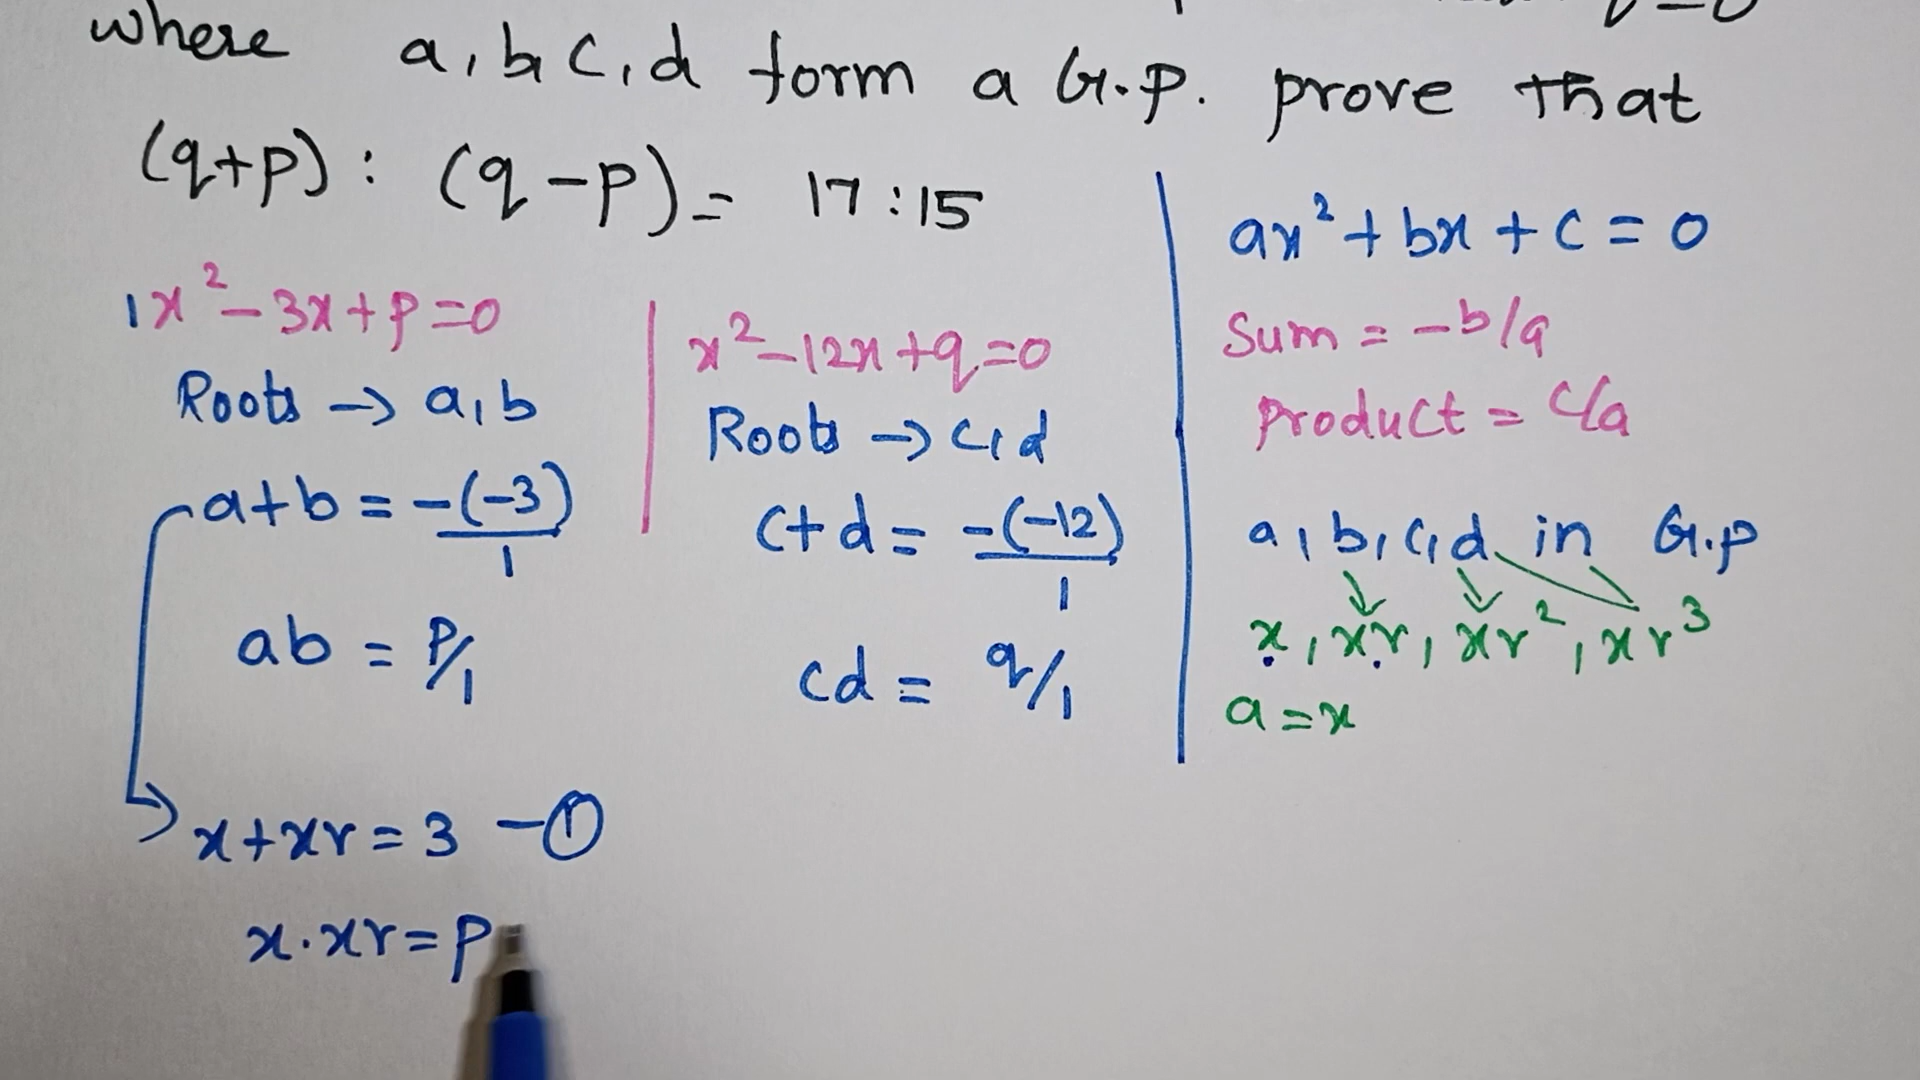 where a, b, c, d form a G.P. prove that
(q+p) : (q-p) = 17:15
1x²-3x+p=0
Roots → a, b
a+b = -(-3)/1
ab = p/1
x+xr=3 -①
x.xr=p
x²-12x+q=0
Roots → c, d
c+d = -(-12)/1
cd = q/1
ax²+bx+c=0
Sum = -b/a
product = c/a
a, b, c, d in G.p
x, xr, xr², xr³
a=x